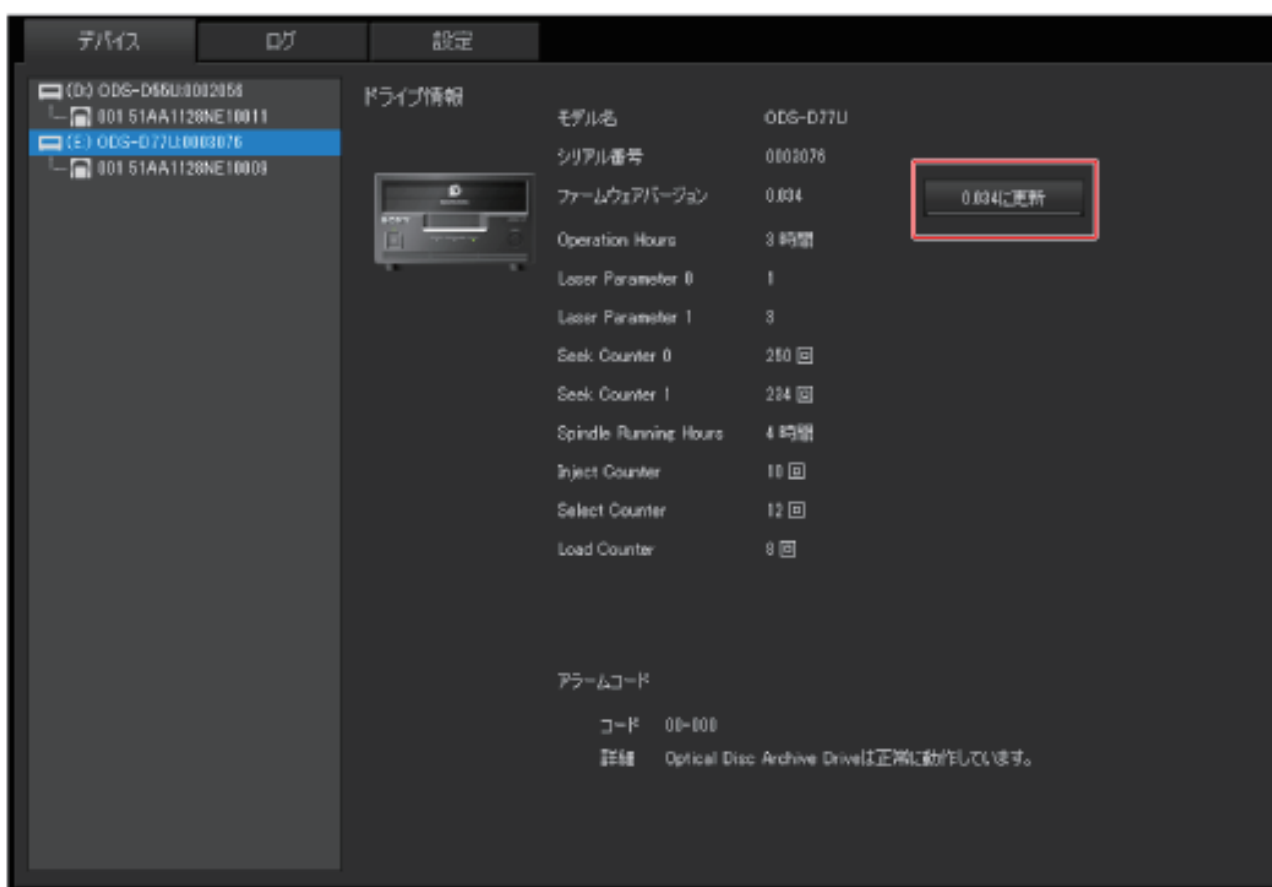 デバイス ログ 設定
(D:) ODS-D55U:0002056
001 51AA1128NE10011
(E:) ODS-D77U:0003076
001 51AA1128NE10009
ドライブ情報
モデル名 ODS-D77U
シリアル番号 0003076
ファームウェアバージョン 0.034 0.034に更新
Operation Hours 3 時間
Laser Parameter 0 1
Laser Parameter 1 3
Seek Counter 0 250 回
Seek Counter 1 234 回
Spindle Running Hours 4 時間
Inject Counter 10 回
Select Counter 12 回
Load Counter 8 回
SONY
アラームコード
コード 00-000
詳細 Optical Disc Archive Driveは正常に動作しています。